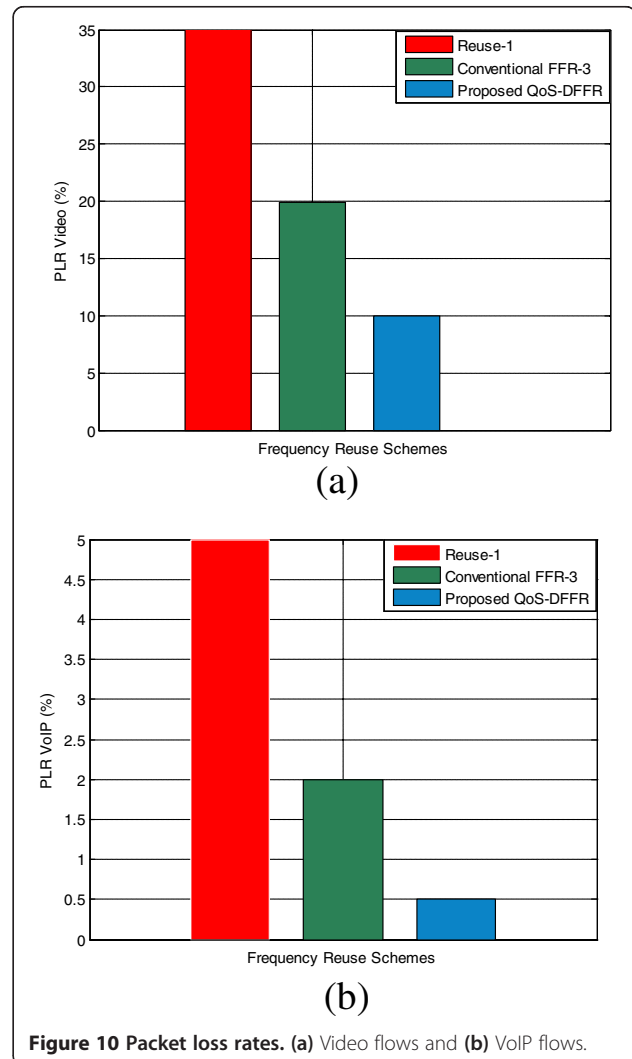 35
30
25
20
15
10
5
0
PLR Video (%)
Reuse-1
Conventional FFR-3
Proposed QoS-DFFR
Frequency Reuse Schemes
(a)
5
4.5
4
3.5
3
2.5
2
1.5
1
0.5
0
PLR VoIP (%)
Reuse-1
Conventional FFR-3
Proposed QoS-DFFR
Frequency Reuse Schemes
(b)
Figure 10 Packet loss rates. (a) Video flows and (b) VoIP flows.